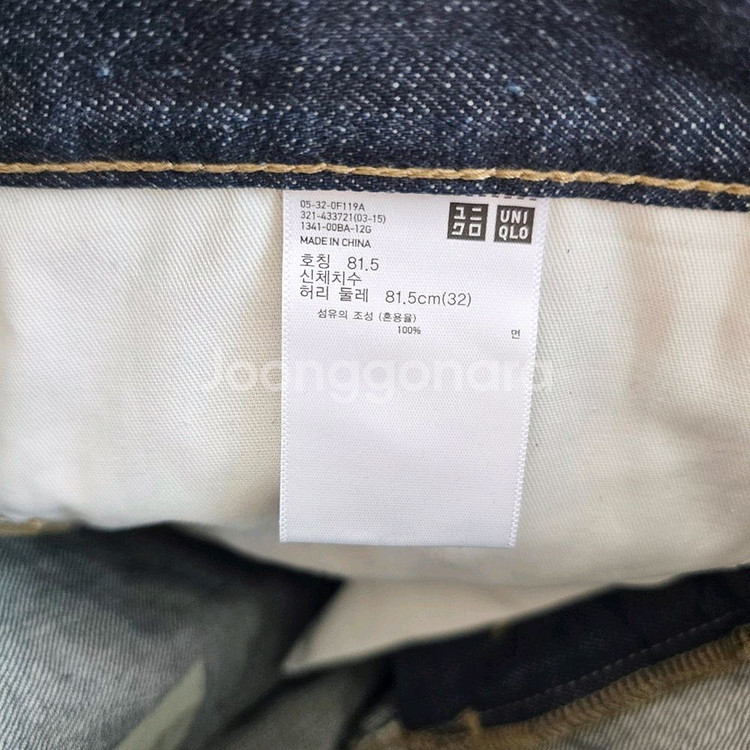 05-32-0F119A
321-433721(03-15)
1341-00BA-12G
MADE IN CHINA
ユニ
クロ
UNI
QLO
호칭 81.5
신체치수
허리 둘레 81.5cm(32)
섬유의 조성 (혼용율)
100% 면
Joonggonara